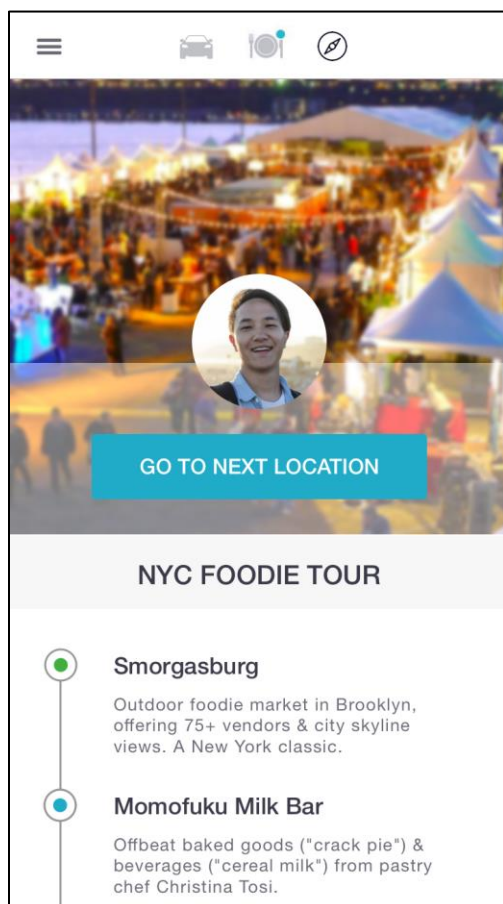 GO TO NEXT LOCATION
NYC FOODIE TOUR
Smorgasburg
Outdoor foodie market in Brooklyn,
offering 75+ vendors & city skyline
views. A New York classic.
Momofuku Milk Bar
Offbeat baked goods ("crack pie") &
beverages ("cereal milk") from pastry
chef Christina Tosi.